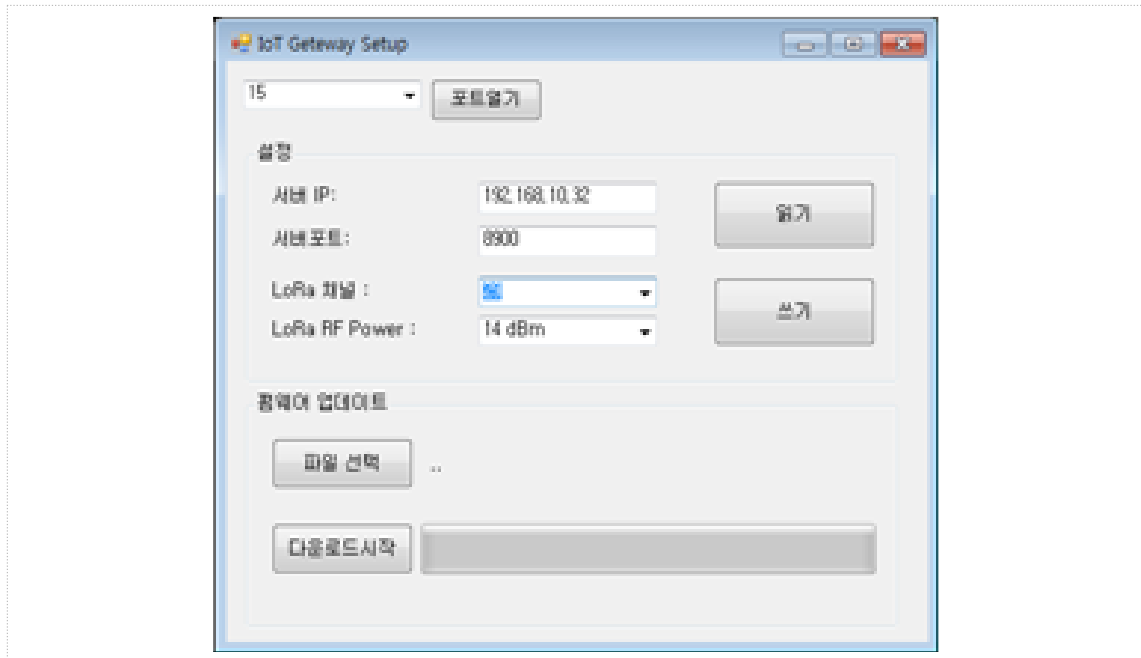 IoT Geteway Setup
15
포트열기
설정
서버 IP:
192.168.10.32
읽기
서버포트:
8900
LoRa 채널 :
LoRa RF Power :
14 dBm
쓰기
펌웨어 업데이트
파일 선택
..
다운로드시작